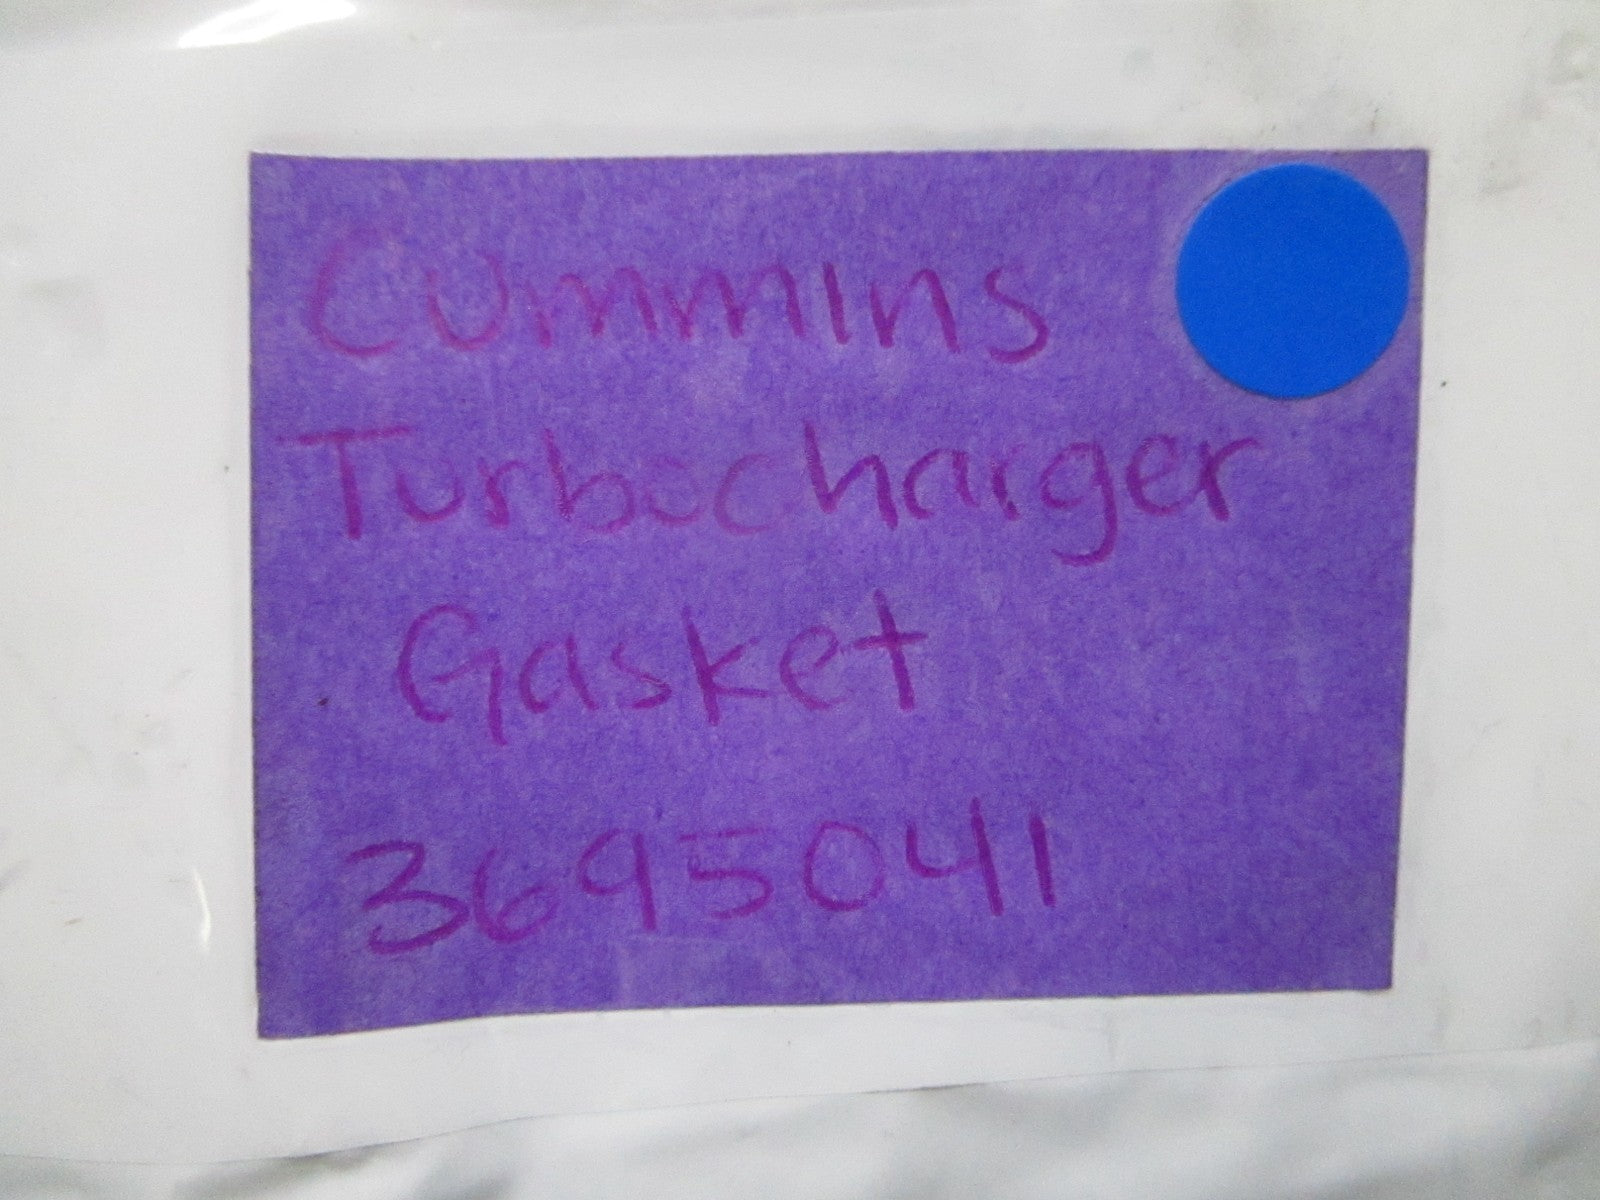 Cummins
Turbocharger
Gasket
3695041